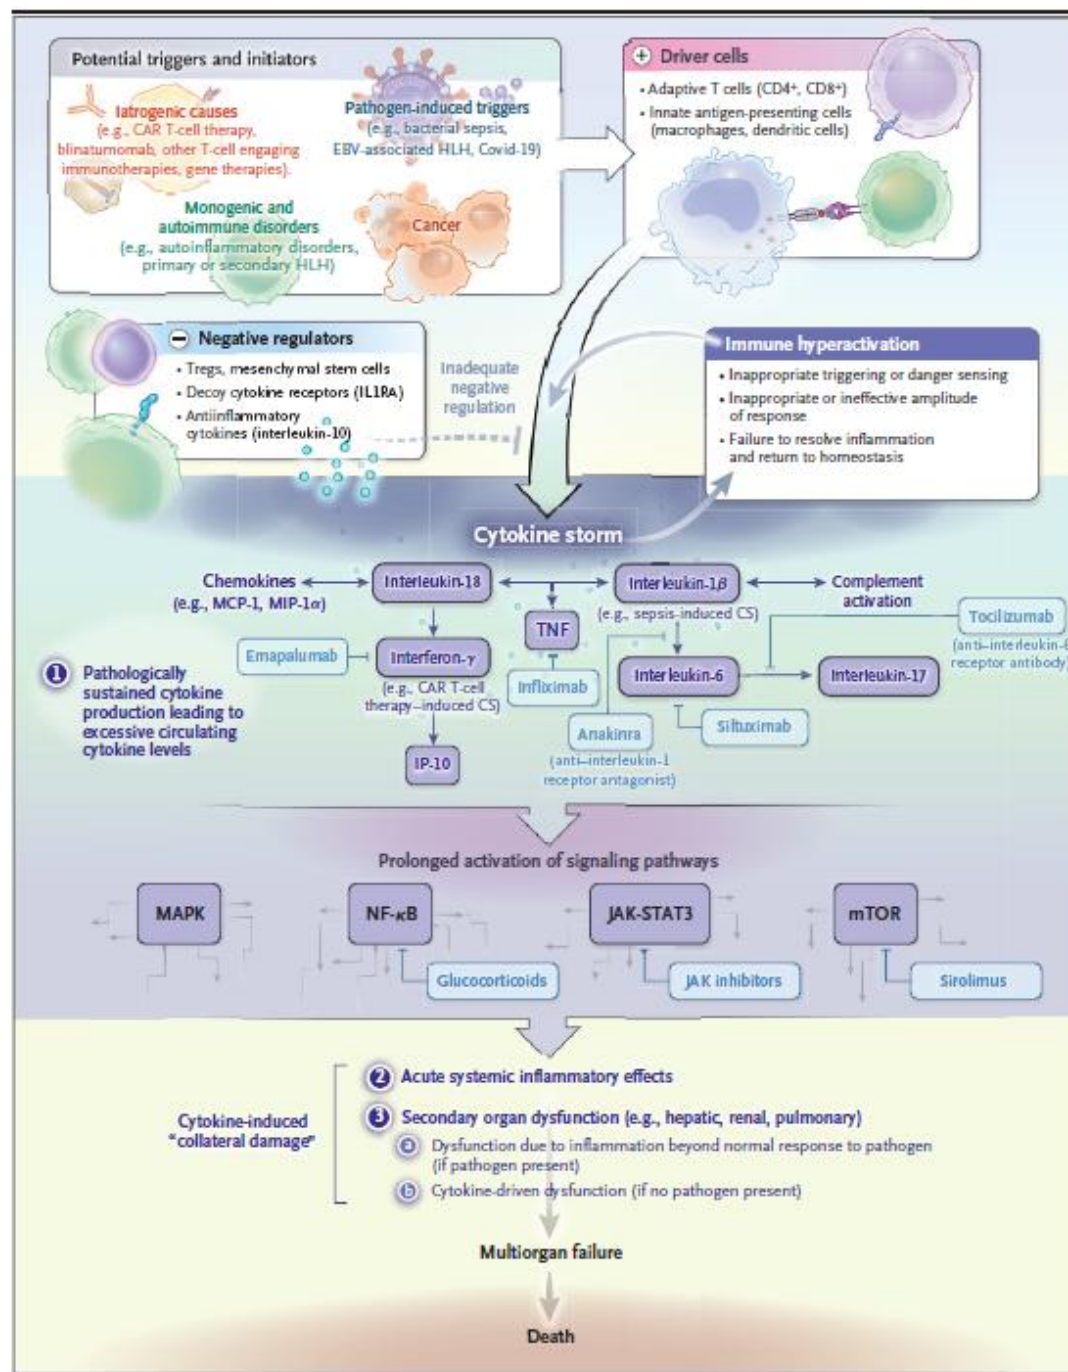 Potential triggers and initiators
Iatrogenic causes
(e.g., CAR T-cell therapy,
blinatumomab, other T-cell engaging
immunotherapies, gene therapies).
Pathogen-induced triggers
(e.g., bacterial sepsis,
EBV-associated HLH, Covid-19)
Monogenic and
autoimmune disorders
(e.g., autoinflammatory disorders,
primary or secondary HLH)
Cancer
+ Driver cells
• Adaptive T cells (CD4⁺, CD8⁺)
• Innate antigen-presenting cells
(macrophages, dendritic cells)
− Negative regulators
• Tregs, mesenchymal stem cells
• Decoy cytokine receptors (IL1RA)
• Antiinflammatory
cytokines (interleukin-10)
Inadequate
negative
regulation
Immune hyperactivation
• Inappropriate triggering or danger sensing
• Inappropriate or ineffective amplitude
of response
• Failure to resolve inflammation
and return to homeostasis
Cytokine storm
Chemokines
(e.g., MCP-1, MIP-1α)
Interleukin-18
TNF
Interleukin-1β
(e.g., sepsis-induced CS)
Complement
activation
Tocilizumab
(anti–interleukin-6
receptor antibody)
Emapalumab
Interferon-γ
(e.g., CAR T-cell
therapy–induced CS)
Infliximab
Interleukin-6
Interleukin-17
1 Pathologically
sustained cytokine
production leading to
excessive circulating
cytokine levels
IP-10
Anakinra
(anti–interleukin-1
receptor antagonist)
Siltuximab
Prolonged activation of signaling pathways
MAPK
NF-κB
JAK-STAT3
mTOR
Glucocorticoids
JAK inhibitors
Sirolimus
Cytokine-induced
“collateral damage”
2 Acute systemic inflammatory effects
3 Secondary organ dysfunction (e.g., hepatic, renal, pulmonary)
a Dysfunction due to inflammation beyond normal response to pathogen
(if pathogen present)
b Cytokine-driven dysfunction (if no pathogen present)
Multiorgan failure
Death